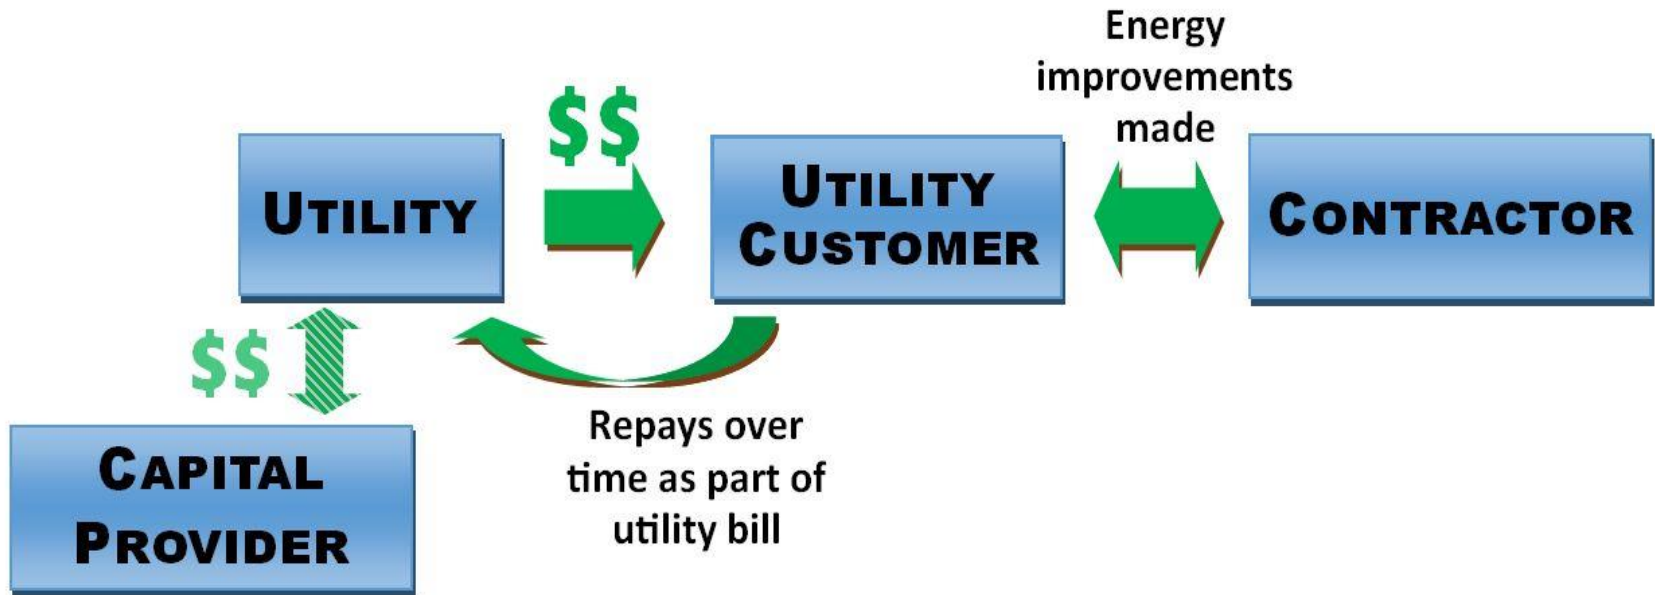 Energy
improvements
made
$$
UTILITY
UTILITY
CUSTOMER
CONTRACTOR
$$
Repays over
time as part of
utility bill
CAPITAL
PROVIDER